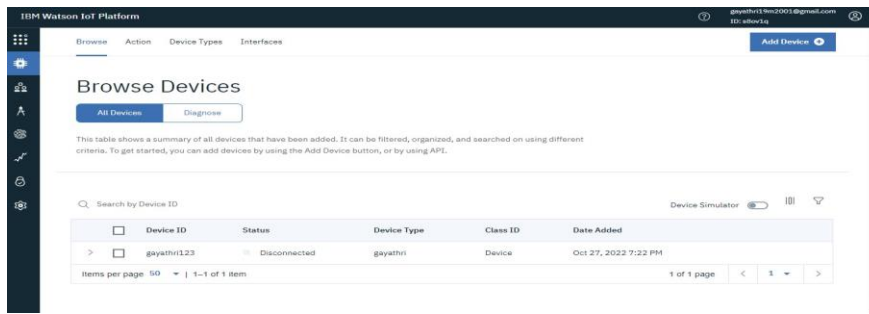 IBM Watson IoT Platform
gayathri19m2001@gmail.com
ID: s8ov1q
Browse Action Device Types Interfaces
Add Device
Browse Devices
All Devices Diagnose
This table shows a summary of all devices that have been added. It can be filtered, organized, and searched on using different
criteria. To get started, you can add devices by using the Add Device button, or by using API.
Search by Device ID
Device Simulator
Device ID Status Device Type Class ID Date Added
gayathri123 Disconnected gayathri Device Oct 27, 2022 7:22 PM
Items per page 50 | 1–1 of 1 item
1 of 1 page < 1 >